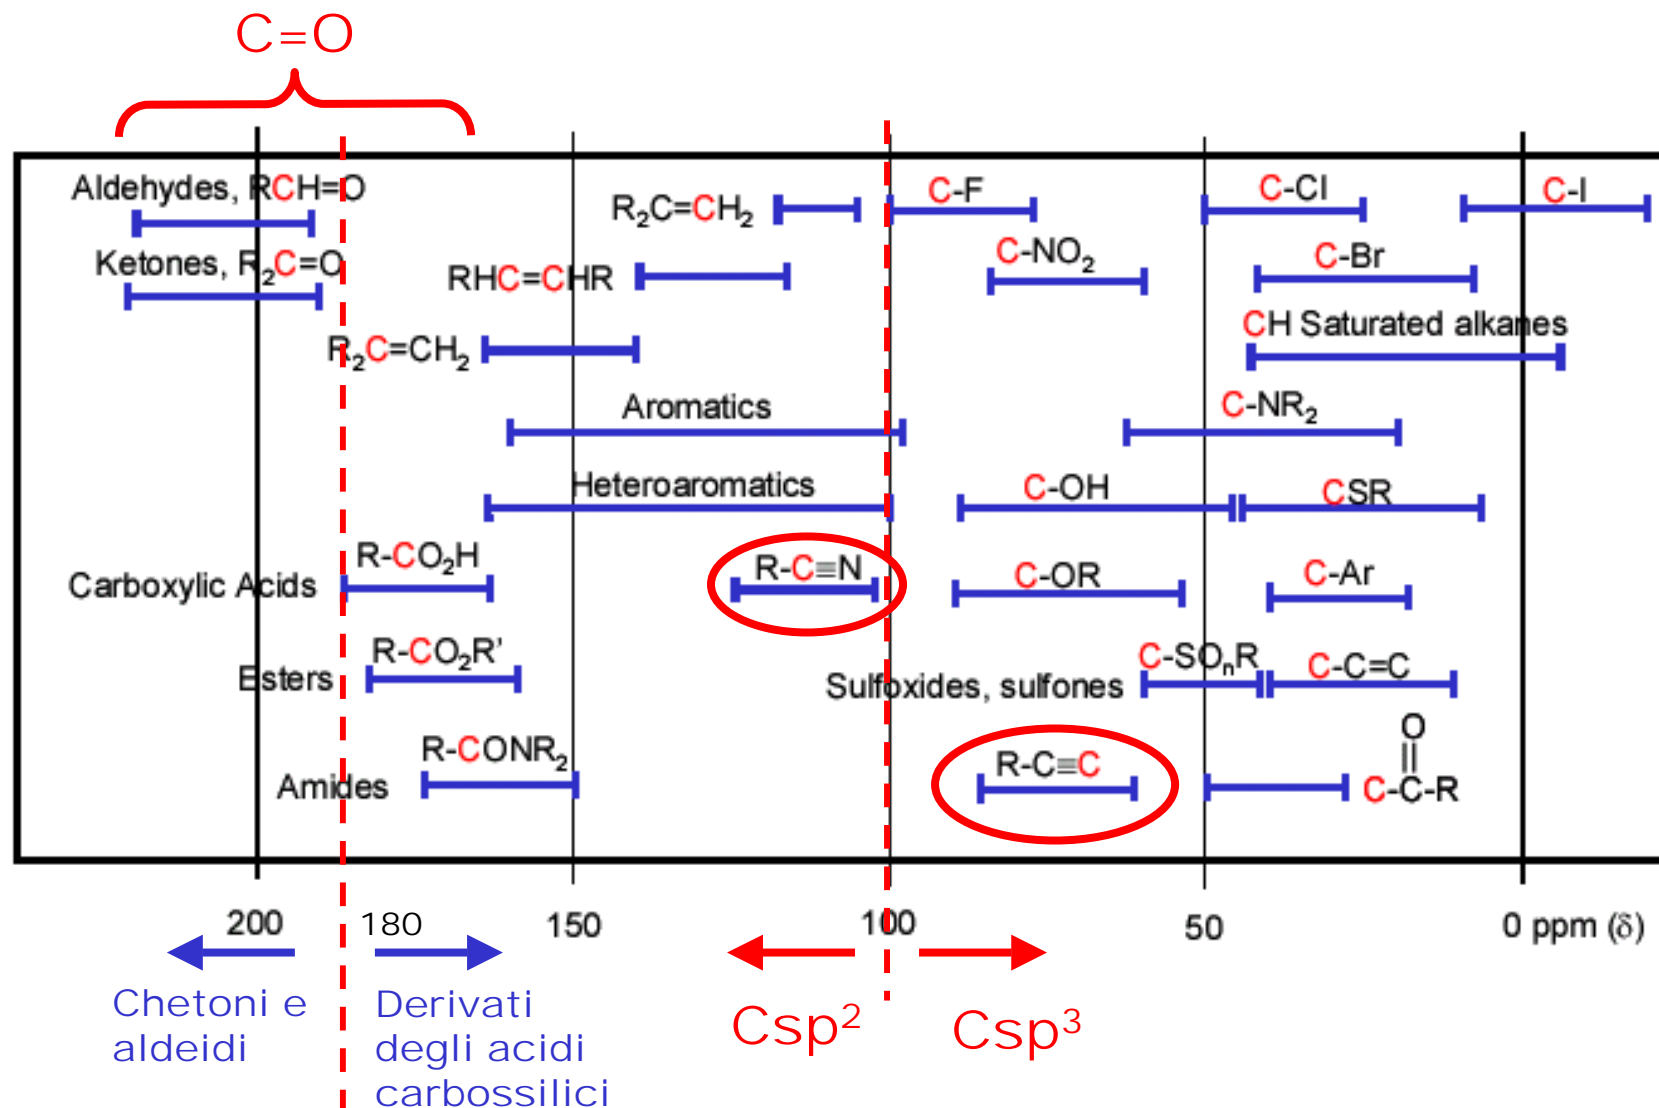 C=O
Aldehydes, RCH=O
R₂C=CH₂
C-F
C-Cl
C-I
Ketones, R₂C=O
RHC=CHR
C-NO₂
C-Br
R₂C=CH₂
CH Saturated alkanes
Aromatics
C-NR₂
Heteroaromatics
C-OH
CSR
Carboxylic Acids
R-CO₂H
R-C≡N
C-OR
C-Ar
Esters
R-CO₂R’
Sulfoxides, sulfones
C-SOₙR
C-C=C
Amides
R-CONR₂
R-C≡C
O
C-C-R
200
180
150
100
50
0 ppm (δ)
Chetoni e
aldeidi
Derivati
degli acidi
carbossilici
Csp²
Csp³